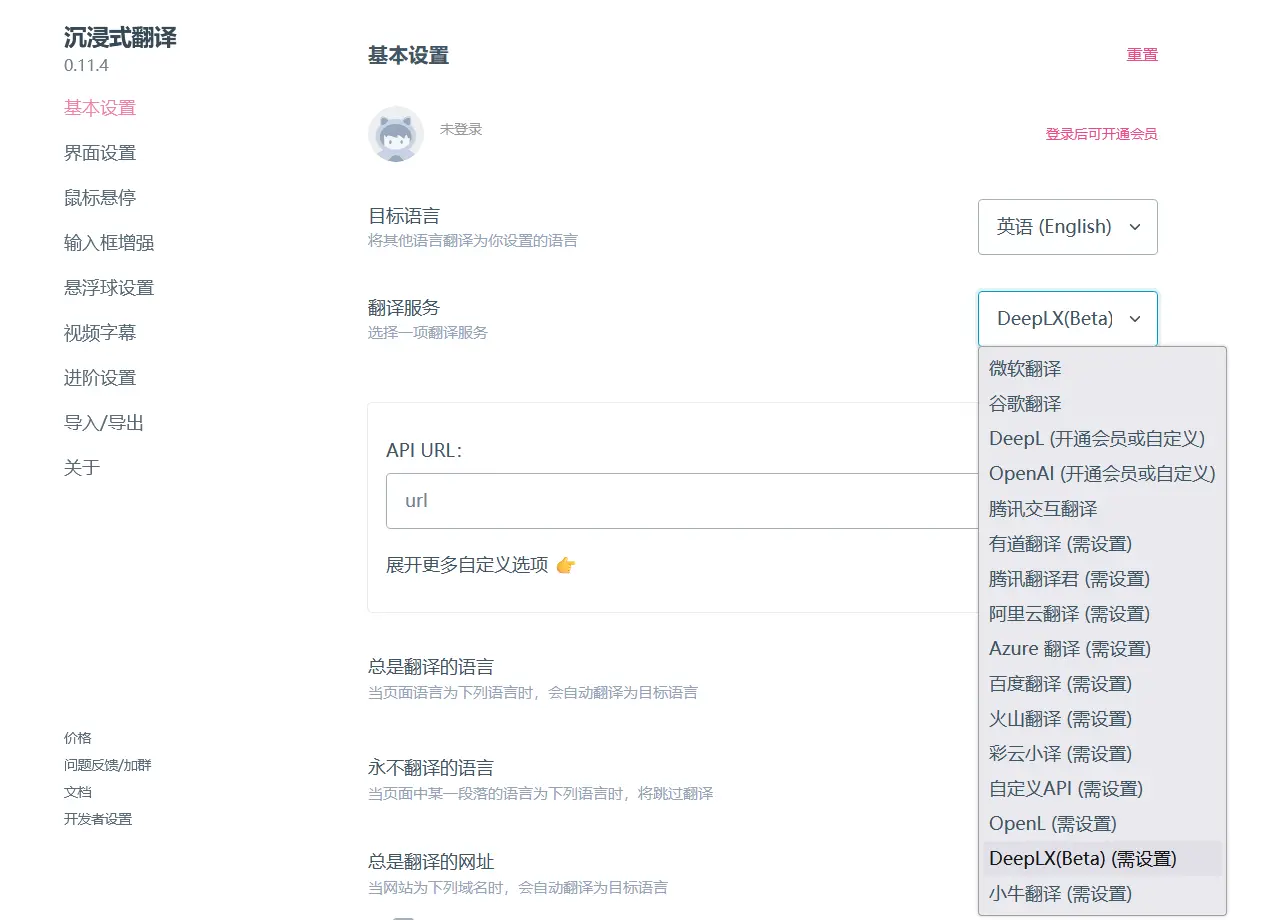 沉浸式翻译
0.11.4
基本设置
界面设置
鼠标悬停
输入框增强
悬浮球设置
视频字幕
进阶设置
导入/导出
关于
价格
问题反馈/加群
文档
开发者设置
基本设置
重置
未登录
登录后可开通会员
目标语言
将其他语言翻译为你设置的语言
英语 (English)
翻译服务
选择一项翻译服务
DeepLX(Beta)
微软翻译
谷歌翻译
DeepL (开通会员或自定义)
OpenAI (开通会员或自定义)
腾讯交互翻译
有道翻译 (需设置)
腾讯翻译君 (需设置)
阿里云翻译 (需设置)
Azure 翻译 (需设置)
百度翻译 (需设置)
火山翻译 (需设置)
彩云小译 (需设置)
自定义API (需设置)
OpenL (需设置)
DeepLX(Beta) (需设置)
小牛翻译 (需设置)
API URL:
url
展开更多自定义选项 👉
总是翻译的语言
当页面语言为下列语言时，会自动翻译为目标语言
永不翻译的语言
当页面中某一段落的语言为下列语言时，将跳过翻译
总是翻译的网址
当网站为下列域名时，会自动翻译为目标语言